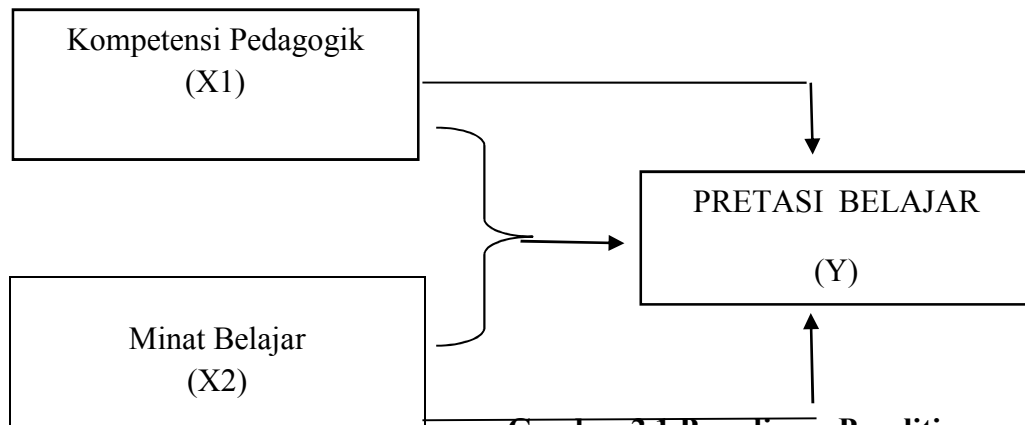 Kompetensi Pedagogik
(X1)
PRETASI BELAJAR
(Y)
Minat Belajar
(X2)